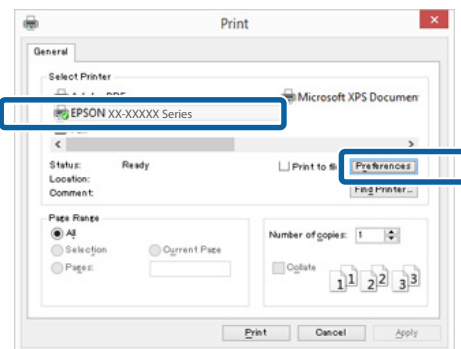 Print
General
Select Printer
Microsoft XPS Documen
EPSON XX-XXXXX Series
Status: Ready
Print to
Preferences
Location:
Comment:
Find Printer...
Page Range
All
Selection
Current Page
Pages:
Number of copies: 1
Collate
1 1 2 2 3 3
Print
Cancel
Apply